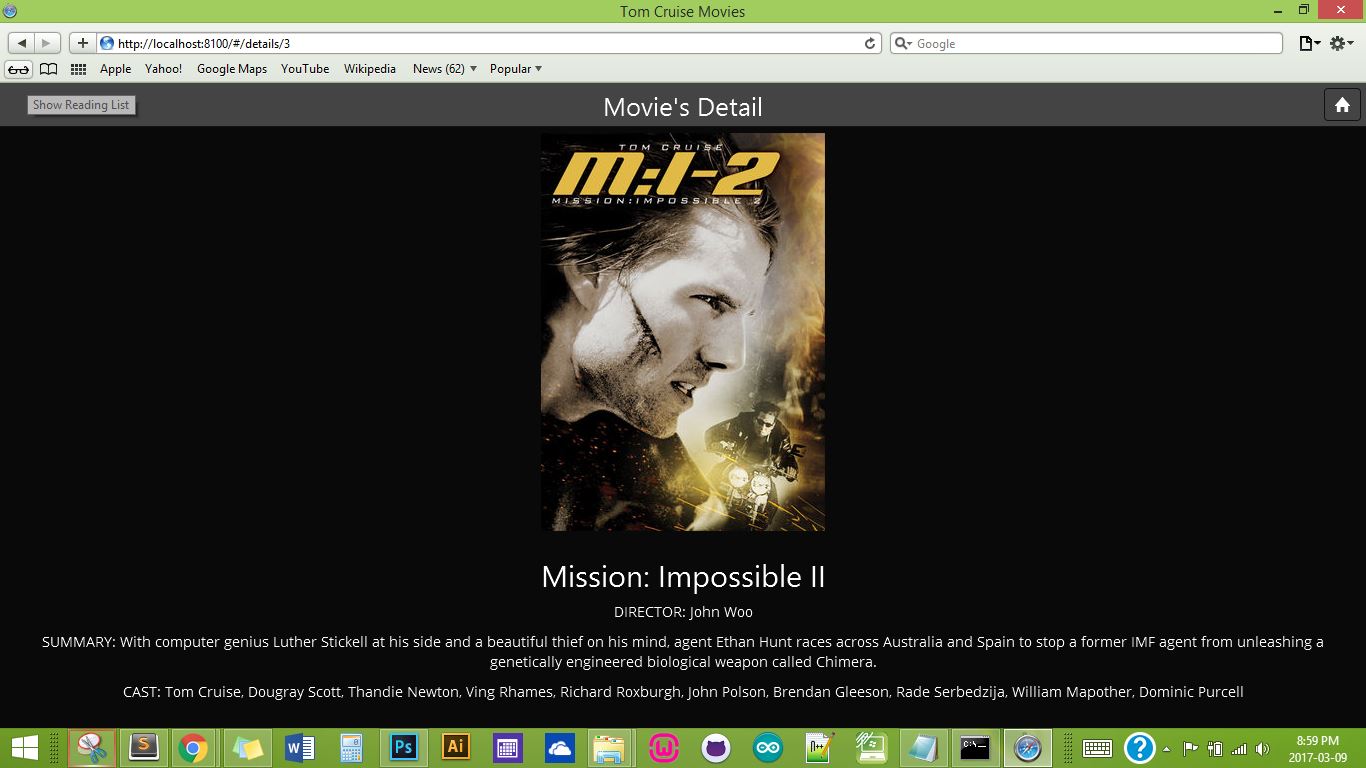 Tom Cruise Movies
http://localhost:8100/#/details/3
Google
Apple Yahoo! Google Maps YouTube Wikipedia News (62) Popular
Show Reading List
Movie's Detail
TOM CRUISE
M:I-2
MISSION:IMPOSSIBLE 2
Mission: Impossible II
DIRECTOR: John Woo
SUMMARY: With computer genius Luther Stickell at his side and a beautiful thief on his mind, agent Ethan Hunt races across Australia and Spain to stop a former IMF agent from unleashing a
genetically engineered biological weapon called Chimera.
CAST: Tom Cruise, Dougray Scott, Thandie Newton, Ving Rhames, Richard Roxburgh, John Polson, Brendan Gleeson, Rade Serbedzija, William Mapother, Dominic Purcell
S
W
Ps
Ai
N++
C:\_
?
8:59 PM
2017-03-09